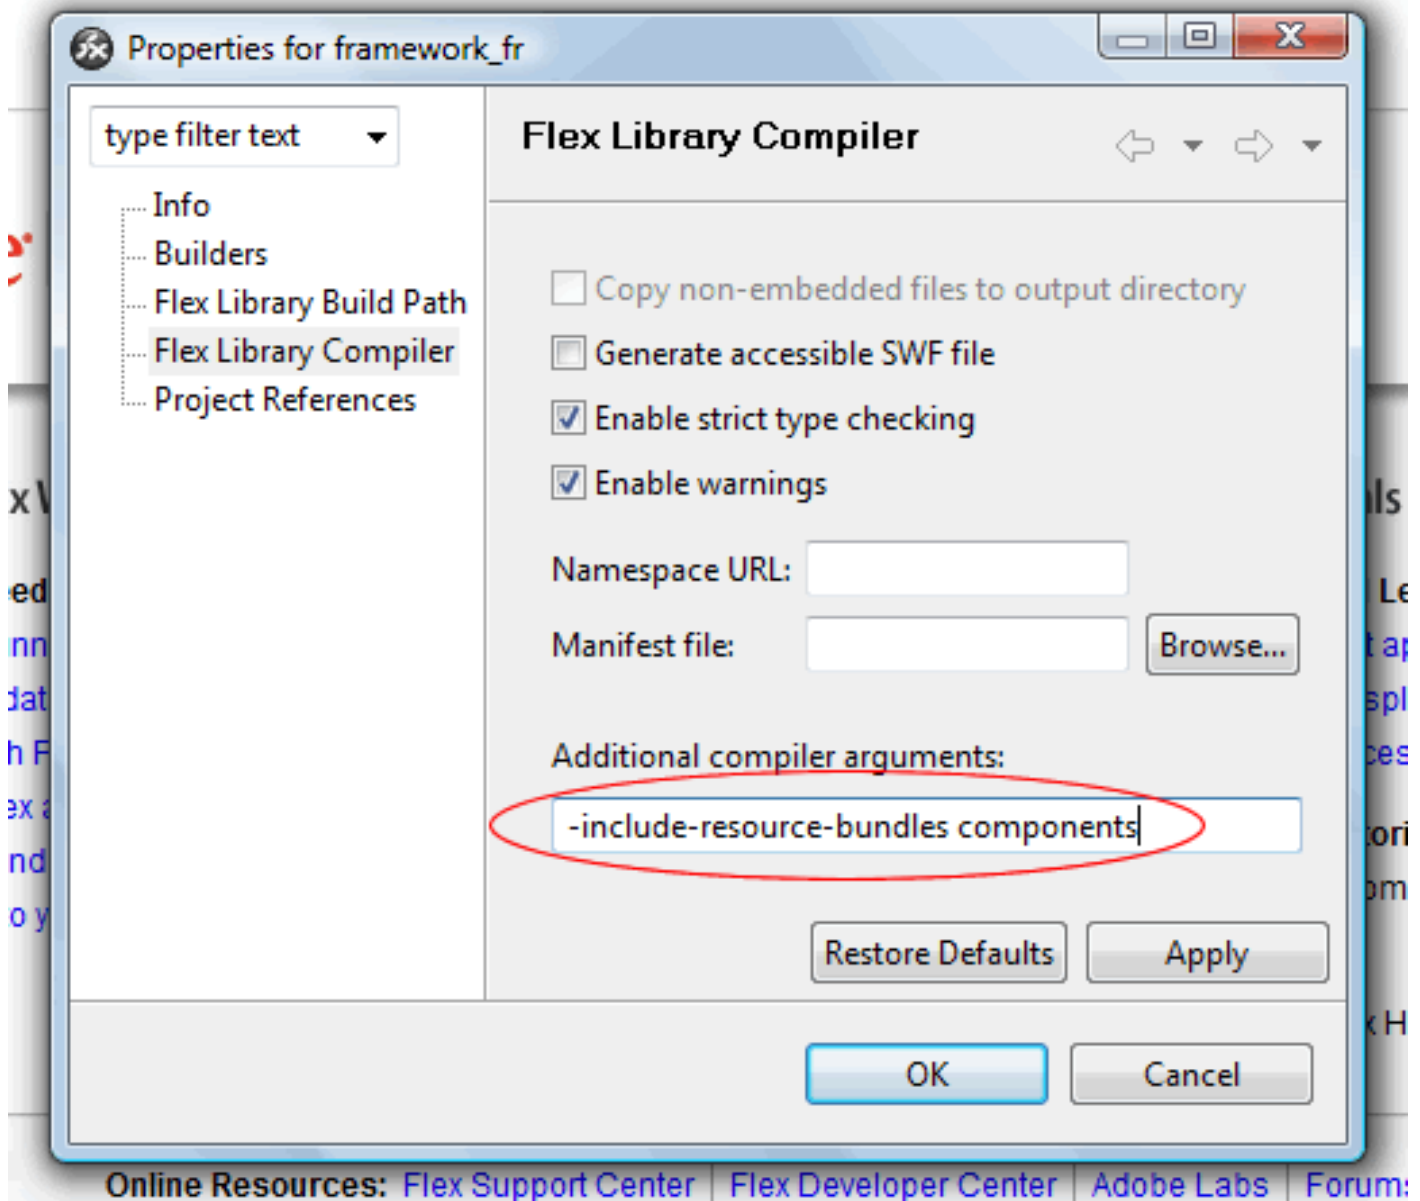 Properties for framework_fr
type filter text
Info
Builders
Flex Library Build Path
Flex Library Compiler
Project References
Flex Library Compiler
Copy non-embedded files to output directory
Generate accessible SWF file
Enable strict type checking
Enable warnings
Namespace URL:
Manifest file:
Browse...
Additional compiler arguments:
-include-resource-bundles components
Restore Defaults
Apply
OK
Cancel
Online Resources: Flex Support Center Flex Developer Center Adobe Labs